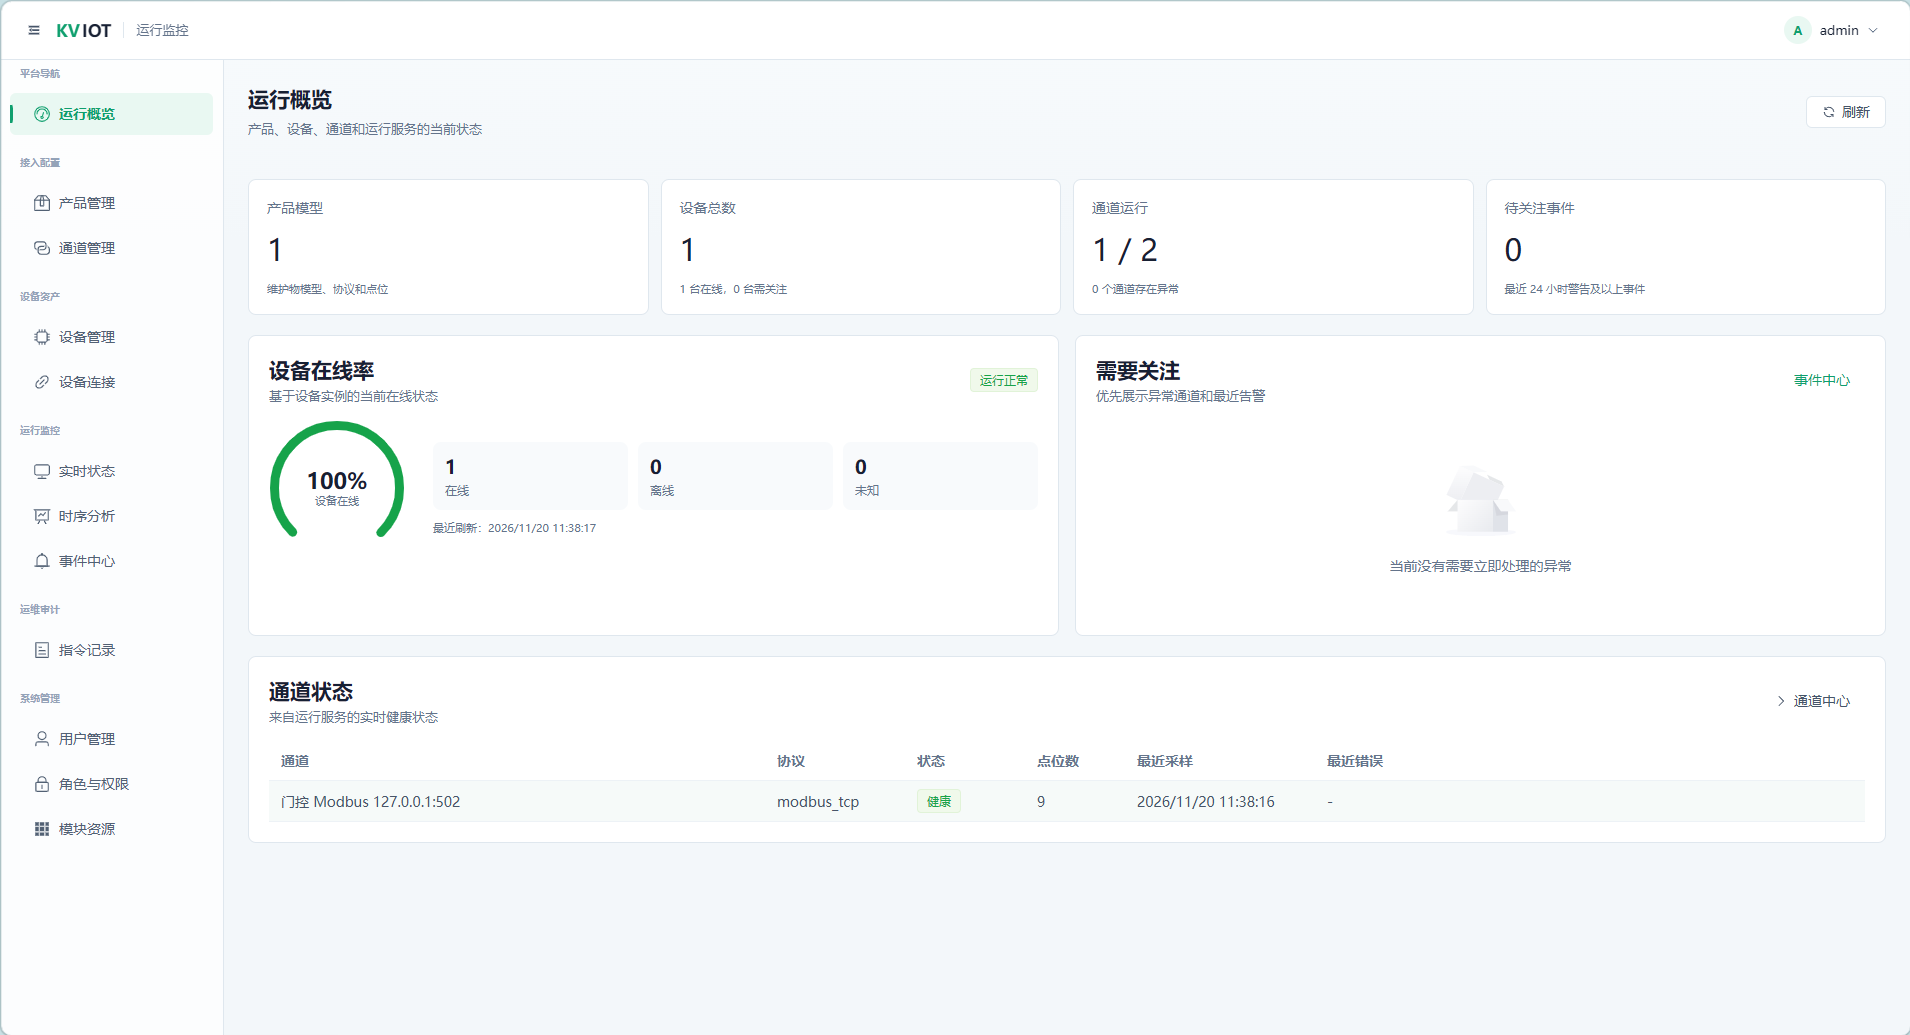 KVIOT 运行监控
A admin
平台导航
运行概览
接入配置
产品管理
通道管理
设备资产
设备管理
设备连接
运行监控
实时状态
时序分析
事件中心
运维审计
指令记录
系统管理
用户管理
角色与权限
模块资源
运行概览
产品、设备、通道和运行服务的当前状态
刷新
产品模型
1
维护物模型、协议和点位
设备总数
1
1 台在线，0 台需关注
通道运行
1 / 2
0 个通道存在异常
待关注事件
0
最近 24 小时警告及以上事件
设备在线率
基于设备实例的当前在线状态
运行正常
100%
设备在线
1
在线
0
离线
0
未知
最近刷新：2026/11/20 11:38:17
需要关注
优先展示异常通道和最近告警
事件中心
当前没有需要立即处理的异常
通道状态
来自运行服务的实时健康状态
通道中心
通道 协议 状态 点位数 最近采样 最近错误
门控 Modbus 127.0.0.1:502 modbus_tcp 健康 9 2026/11/20 11:38:16 -